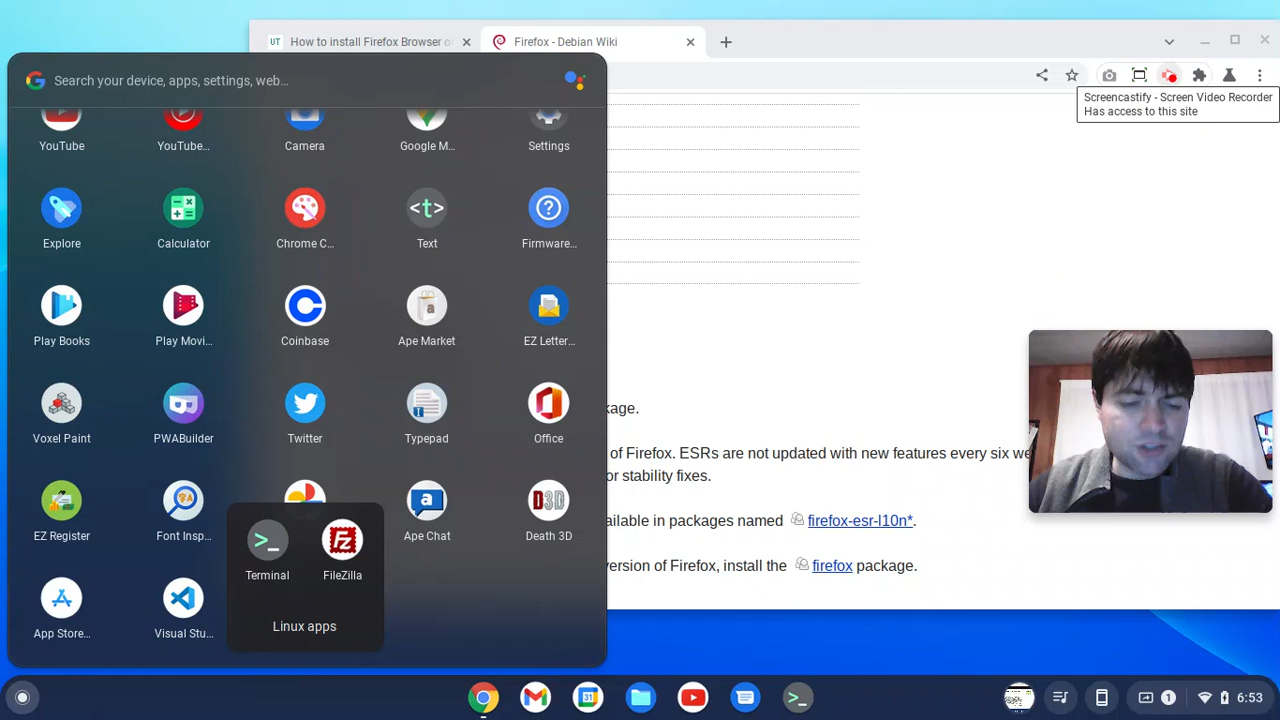 UT How to install Firefox Browser o
Firefox - Debian Wiki
Search your device, apps, settings, web...
Screencastify - Screen Video Recorder
Has access to this site
YouTube
YouTube...
Camera
Google M...
Settings
<t>
Explore
Calculator
Chrome C...
Text
Firmware...
Play Books
Play Movi...
Coinbase
Ape Market
EZ Letter...
kage.
Voxel Paint
PWABuilder
Twitter
Typepad
Office
of Firefox. ESRs are not updated with new features every six we
or stability fixes.
D3D
EZ Register
Font Insp...
Ape Chat
Death 3D
ailable in packages named firefox-esr-l10n*.
>_
Fz
Terminal
FileZilla
version of Firefox, install the firefox package.
Linux apps
App Store...
Visual Stu...
31
>_
1
6:53